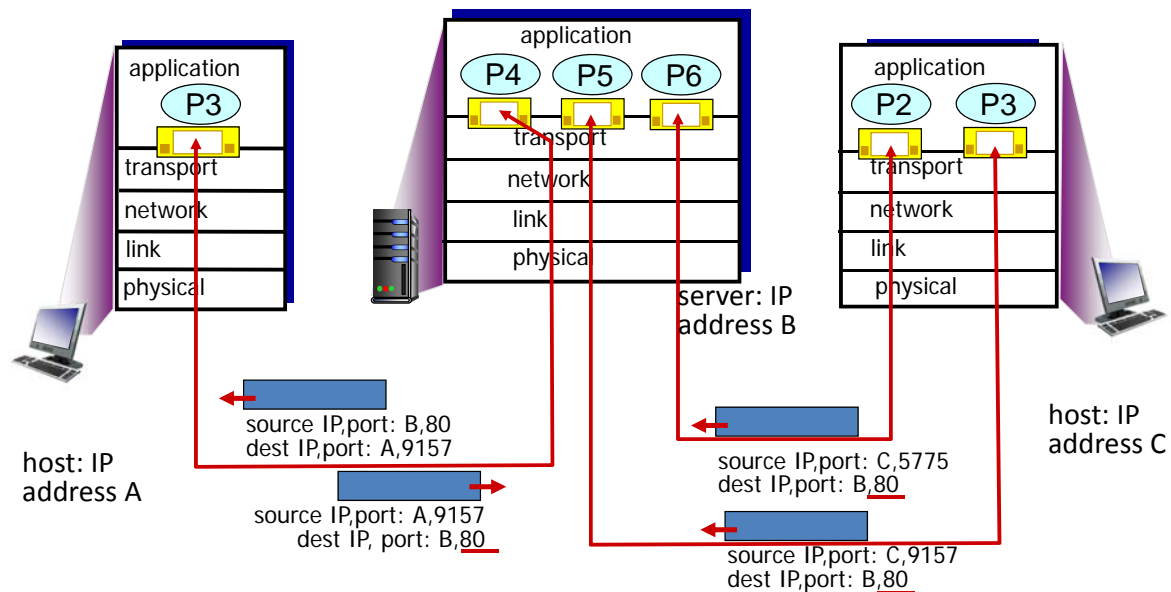 application
P3
transport
network
link
physical
host: IP
address A
application
P4 P5 P6
transport
network
link
physical
server: IP
address B
application
P2 P3
transport
network
link
physical
host: IP
address C
source IP,port: B,80
dest IP,port: A,9157
source IP,port: A,9157
dest IP, port: B,80
source IP,port: C,5775
dest IP,port: B,80
source IP,port: C,9157
dest IP,port: B,80